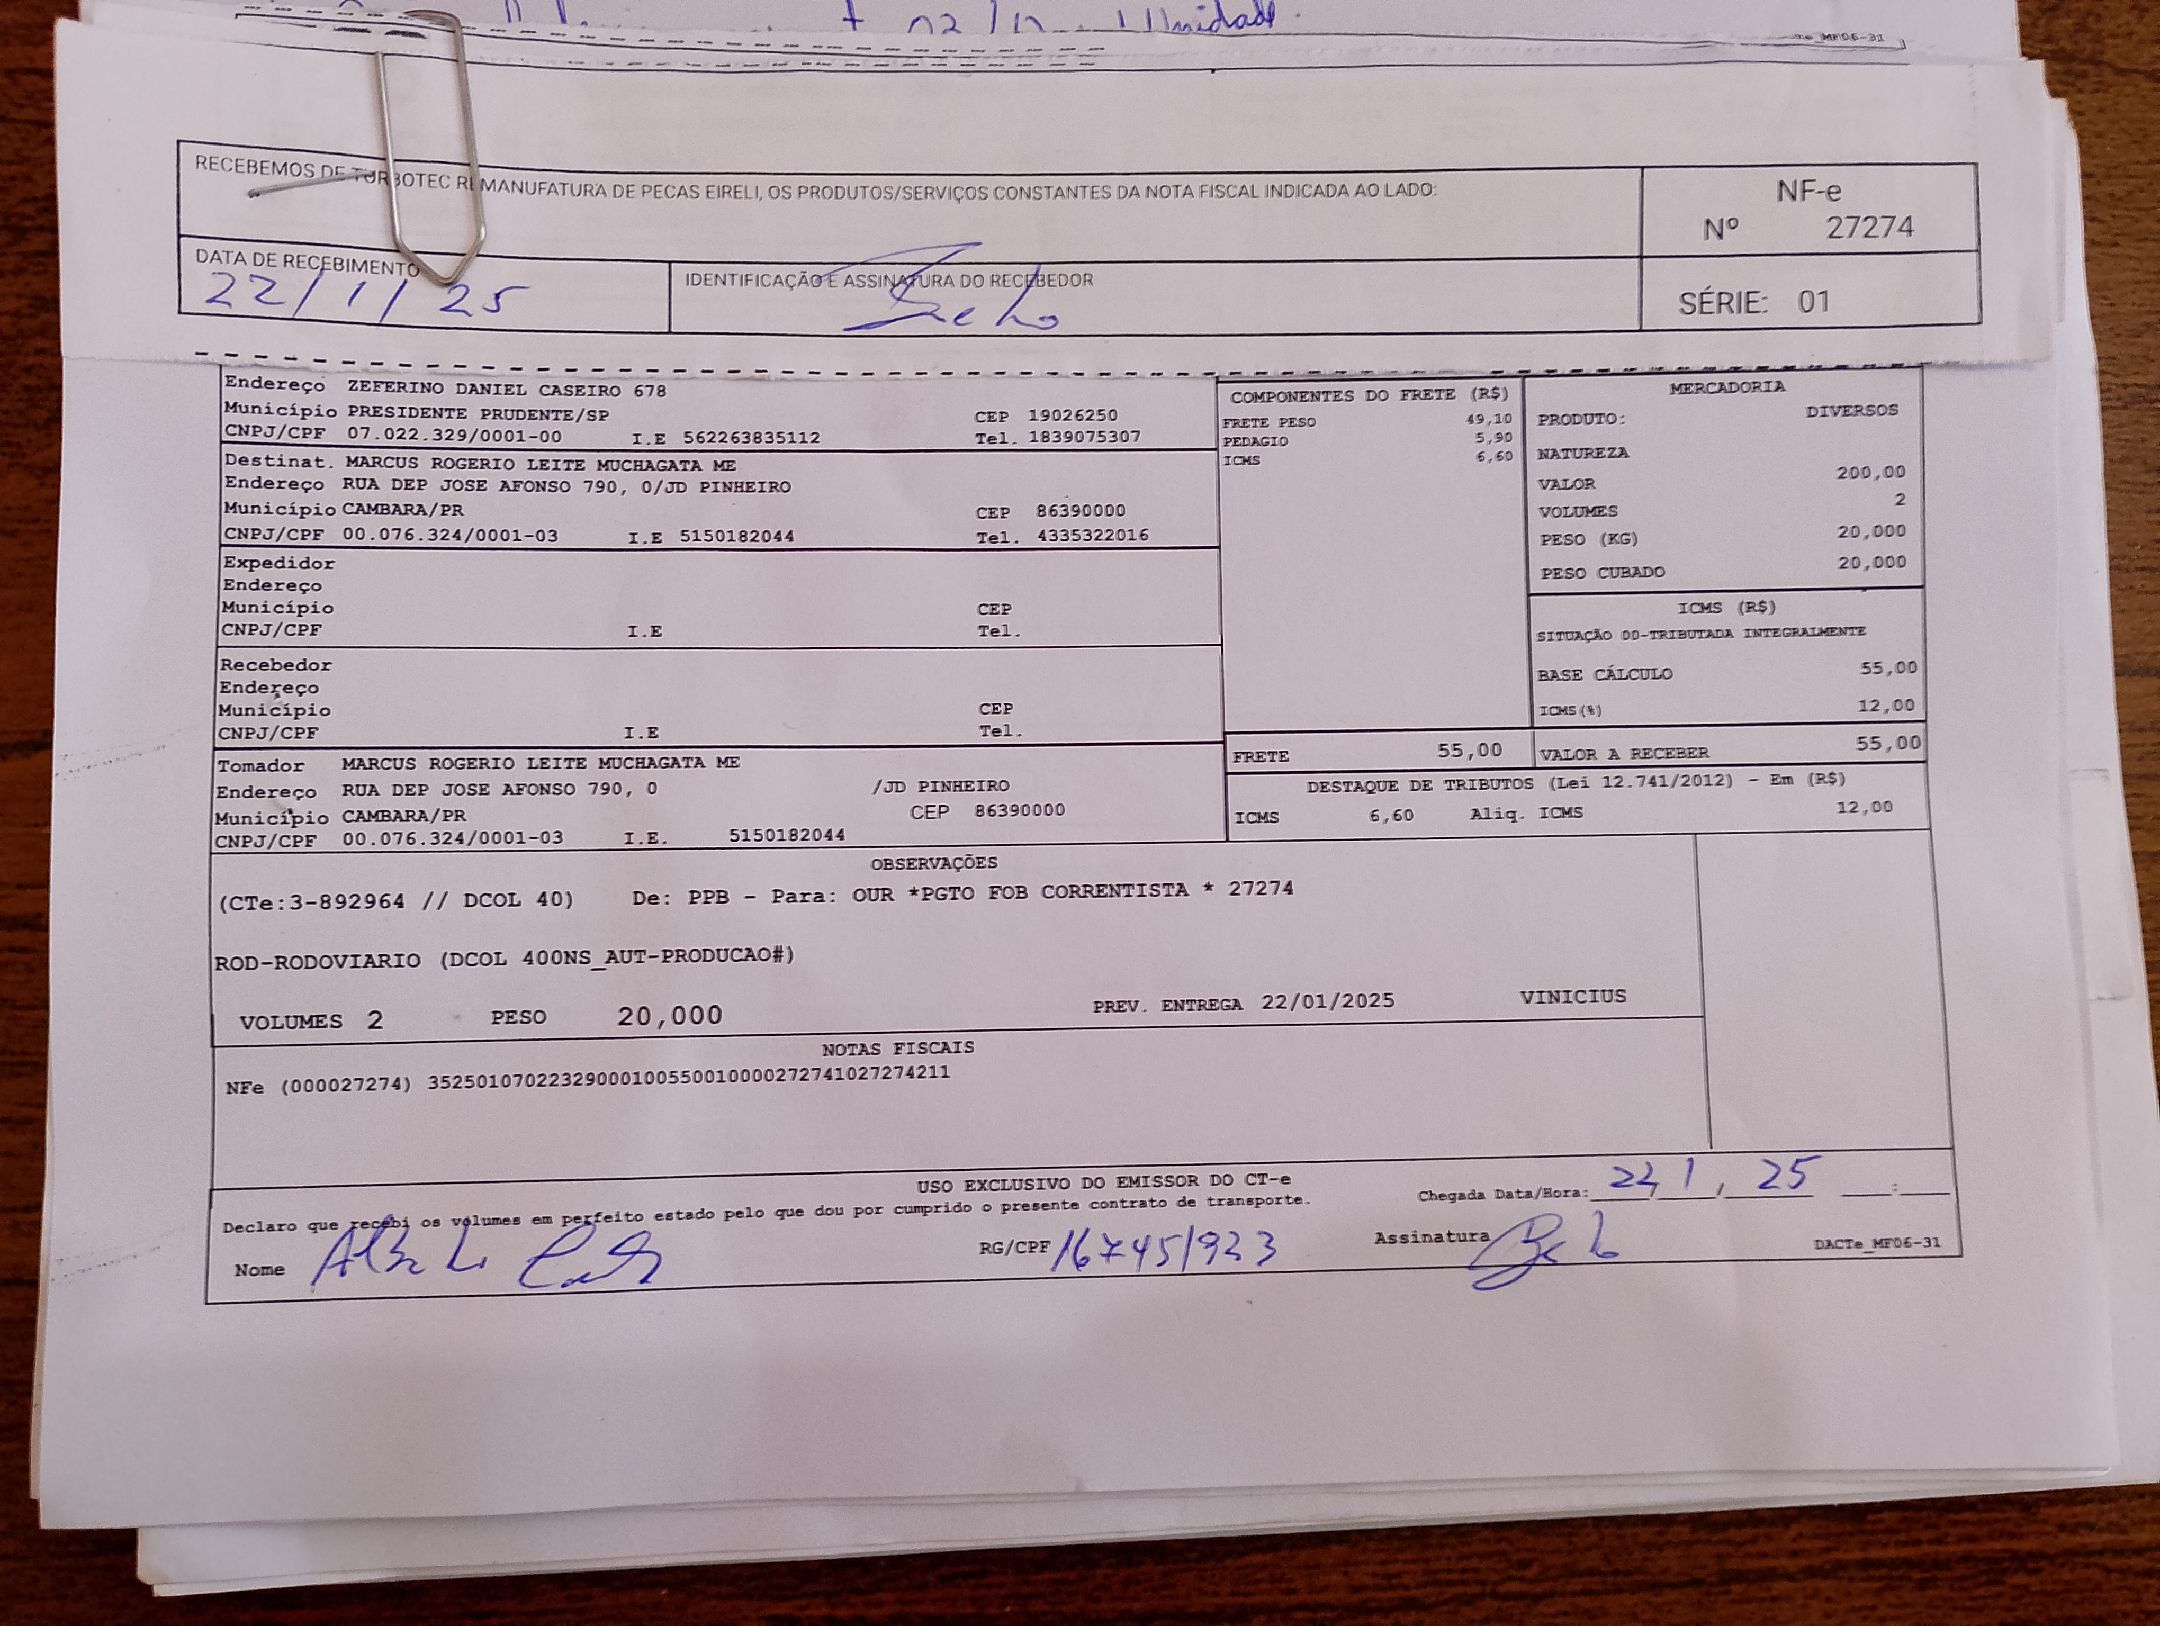 Unidade
MF06-31
RECEBEMOS DE TURBOTEC REMANUFATURA DE PECAS EIRELI, OS PRODUTOS/SERVIÇOS CONSTANTES DA NOTA FISCAL INDICADA AO LADO:
NF-e
Nº 27274
SÉRIE: 01
DATA DE RECEBIMENTO
22/1/25
IDENTIFICAÇÃO E ASSINATURA DO RECEBEDOR
Endereço ZEFERINO DANIEL CASEIRO 678
Município PRESIDENTE PRUDENTE/SP CEP 19026250
CNPJ/CPF 07.022.329/0001-00 I.E 562263835112 Tel. 1839075307
Destinat. MARCUS ROGERIO LEITE MUCHAGATA ME
Endereço RUA DEP JOSE AFONSO 790, 0/JD PINHEIRO
Município CAMBARA/PR CEP 86390000
CNPJ/CPF 00.076.324/0001-03 I.E 5150182044 Tel. 4335322016
Expedidor
Endereço
Município CEP
CNPJ/CPF I.E Tel.
Recebedor
Endereço
Município CEP
CNPJ/CPF I.E Tel.
Tomador MARCUS ROGERIO LEITE MUCHAGATA ME
Endereço RUA DEP JOSE AFONSO 790, 0 /JD PINHEIRO
Município CAMBARA/PR CEP 86390000
CNPJ/CPF 00.076.324/0001-03 I.E. 5150182044
COMPONENTES DO FRETE (R$)
FRETE PESO 49,10
PEDAGIO 5,90
ICMS 6,60
MERCADORIA
PRODUTO: DIVERSOS
NATUREZA
VALOR 200,00
VOLUMES 2
PESO (KG) 20,000
PESO CUBADO 20,000
ICMS (R$)
SITUAÇÃO 00-TRIBUTADA INTEGRALMENTE
BASE CÁLCULO 55,00
ICMS(%) 12,00
FRETE 55,00 VALOR A RECEBER 55,00
DESTAQUE DE TRIBUTOS (Lei 12.741/2012) - Em (R$)
ICMS 6,60 Aliq. ICMS 12,00
OBSERVAÇÕES
(CTe:3-892964 // DCOL 40) De: PPB - Para: OUR *PGTO FOB CORRENTISTA * 27274
ROD-RODOVIARIO (DCOL 400NS_AUT-PRODUCAO#)
VOLUMES 2 PESO 20,000 PREV. ENTREGA 22/01/2025 VINICIUS
NOTAS FISCAIS
NFe (000027274) 35250107022329000100550010000272741027274211
USO EXCLUSIVO DO EMISSOR DO CT-e
Declaro que recebi os volumes em perfeito estado pelo que dou por cumprido o presente contrato de transporte.
Chegada Data/Hora: 22 1 25 :
Nome RG/CPF 167451923 Assinatura
DACTe_MF06-31